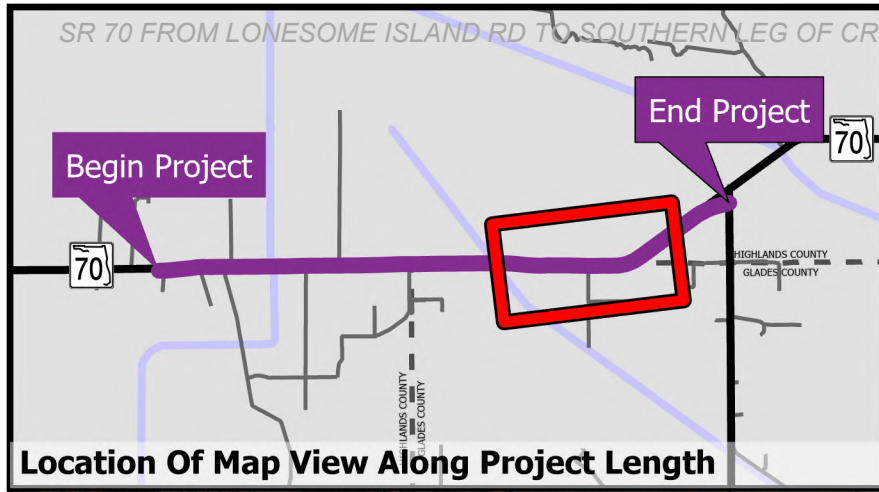 SR 70 FROM LONESOME ISLAND RD TO SOUTHERN LEG OF CR
End Project
70
Begin Project
70
HIGHLANDS COUNTY
GLADES COUNTY
HIGHLANDS COUNTY
GLADES COUNTY
Location Of Map View Along Project Length